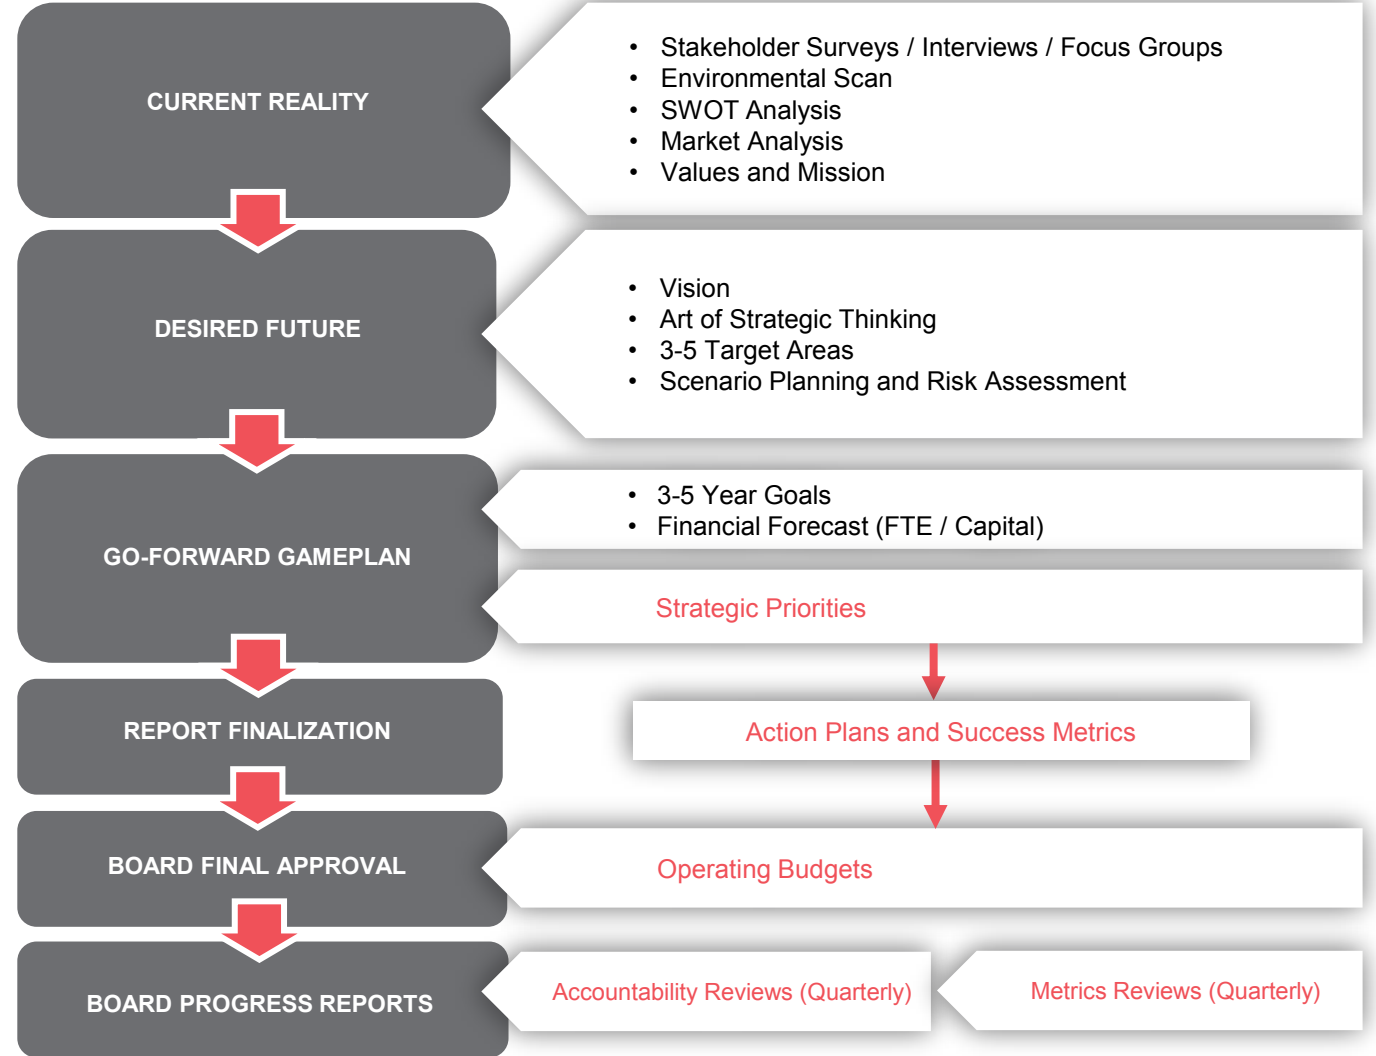 CURRENT REALITY
• Stakeholder Surveys / Interviews / Focus Groups
• Environmental Scan
• SWOT Analysis
• Market Analysis
• Values and Mission
DESIRED FUTURE
• Vision
• Art of Strategic Thinking
• 3-5 Target Areas
• Scenario Planning and Risk Assessment
GO-FORWARD GAMEPLAN
• 3-5 Year Goals
• Financial Forecast (FTE / Capital)
Strategic Priorities
REPORT FINALIZATION
Action Plans and Success Metrics
BOARD FINAL APPROVAL
Operating Budgets
BOARD PROGRESS REPORTS
Accountability Reviews (Quarterly)
Metrics Reviews (Quarterly)